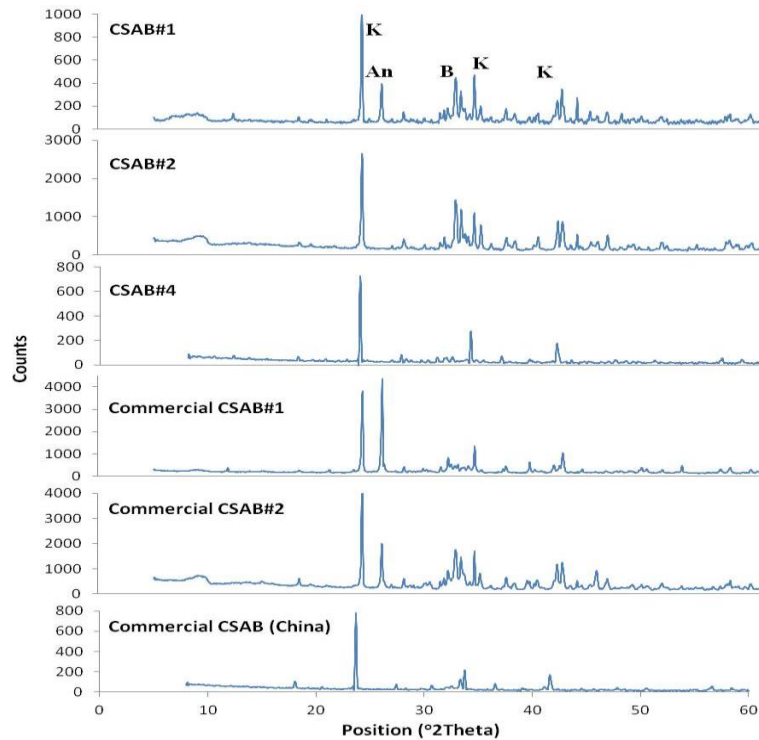 1000
800
600
400
200
0
CSAB#1
K
An
B
K
K
3000
2000
1000
0
CSAB#2
800
600
400
200
0
CSAB#4
Counts
4000
3000
2000
1000
0
Commercial CSAB#1
4000
3000
2000
1000
0
Commercial CSAB#2
800
600
400
200
0
Commercial CSAB (China)
0 10 20 30 40 50 60
Position (°2Theta)